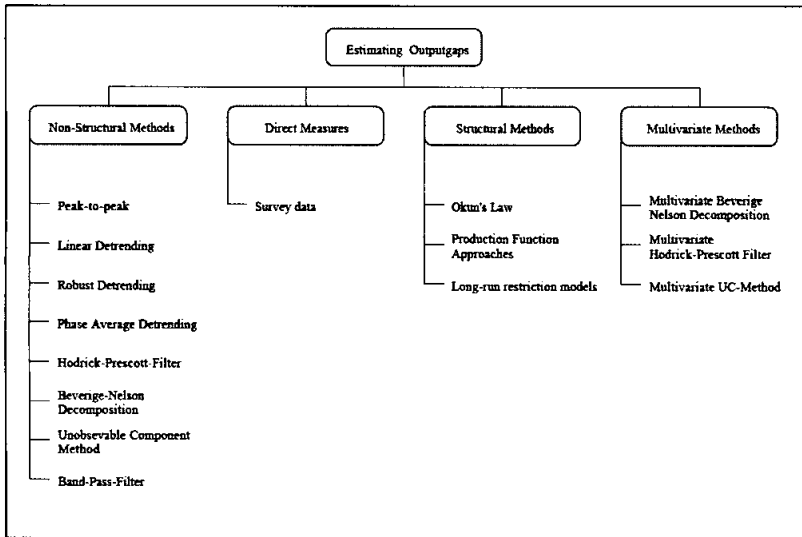 Estimating Outputgaps
Non-Structural Methods
Direct Measures
Structural Methods
Multivariate Methods
Peak-to-peak
Linear Detrending
Robust Detrending
Phase Average Detrending
Hodrick-Prescott-Filter
Beverige-Nelson
Decomposition
Unobsevable Component
Method
Band-Pass-Filter
Survey data
Okun's Law
Production Function
Approaches
Long-run restriction models
Multivariate Beverige
Nelson Decomposition
Multivariate
Hodrick-Prescott Filter
Multivariate UC-Method